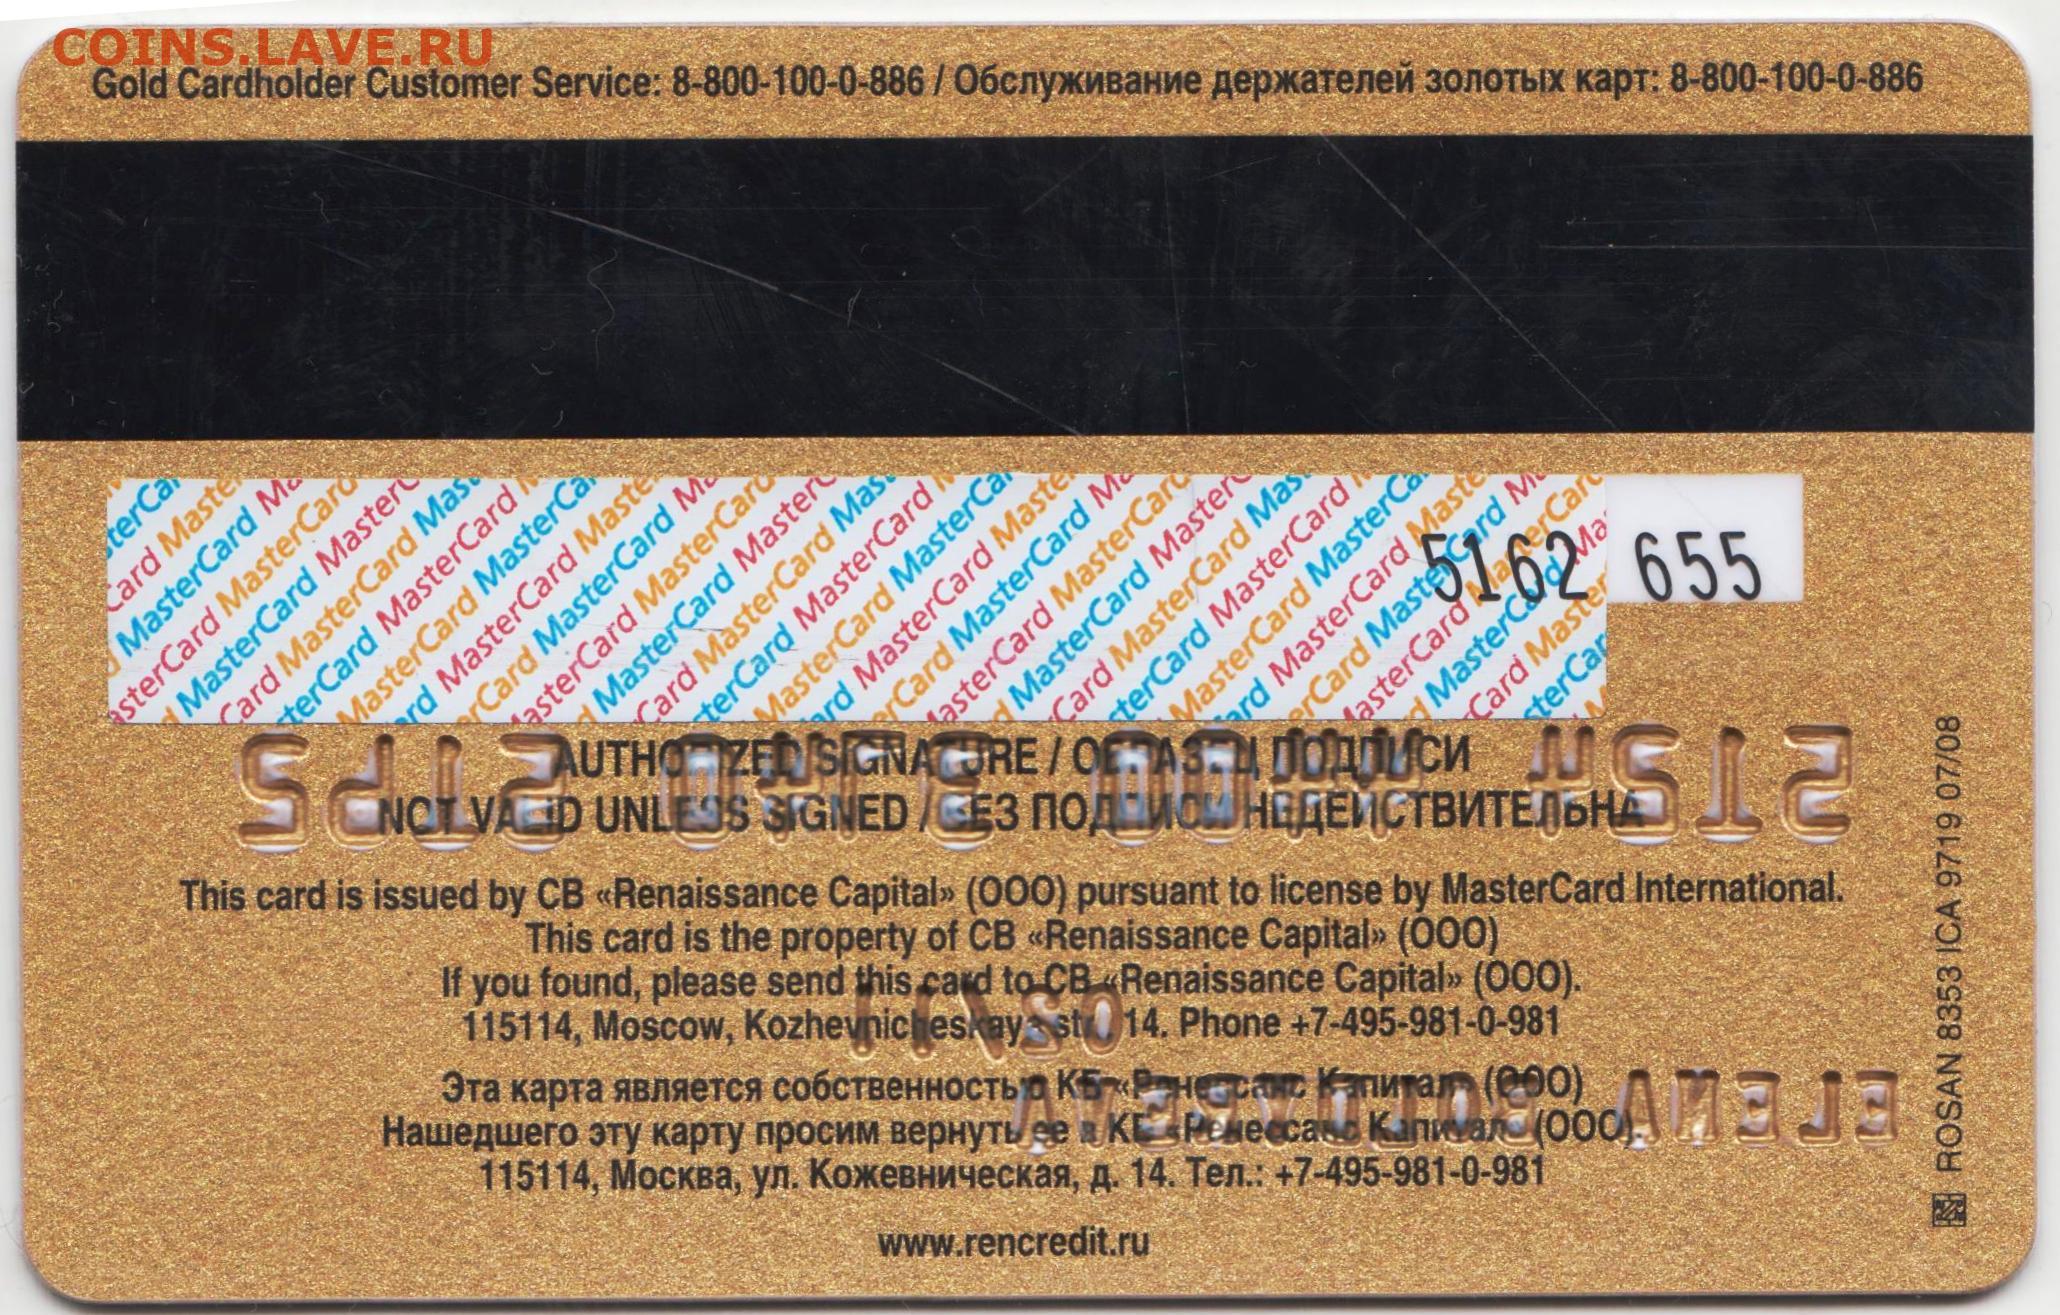 COINS.LAVE.RU
Gold Cardholder Customer Service: 8-800-100-0-886 / Обслуживание держателей золотых карт: 8-800-100-0-886
5162 655
AUTHORIZED SIGNATURE / ОБРАЗЕЦ ПОДПИСИ
NOT VALID UNLESS SIGNED / БЕЗ ПОДПИСИ НЕДЕЙСТВИТЕЛЬНА
This card is issued by CB «Renaissance Capital» (OOO) pursuant to license by MasterCard International.
This card is the property of CB «Renaissance Capital» (OOO)
If you found, please send this card to CB «Renaissance Capital» (OOO).
115114, Moscow, Kozhevnicheskaya str. 14. Phone +7-495-981-0-981
Эта карта является собственностью КБ «Ренессанс Капитал» (ООО)
Нашедшего эту карту просим вернуть ее в КБ «Ренессанс Капитал» (ООО)
115114, Москва, ул. Кожевническая, д. 14. Тел.: +7-495-981-0-981
www.rencredit.ru
ROSAN 8353 ICA 9719 07/08